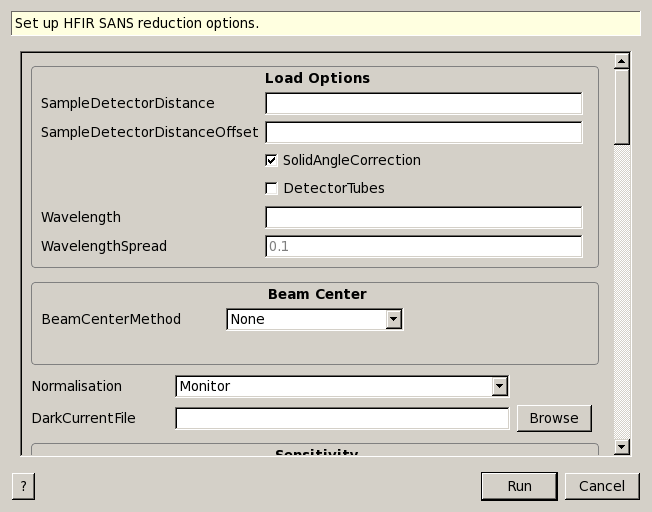 Set up HFIR SANS reduction options.
Load Options
SampleDetectorDistance
SampleDetectorDistanceOffset
SolidAngleCorrection
DetectorTubes
Wavelength
WavelengthSpread 0.1
Beam Center
BeamCenterMethod None
Normalisation Monitor
DarkCurrentFile Browse
Sensitivity
? Run Cancel